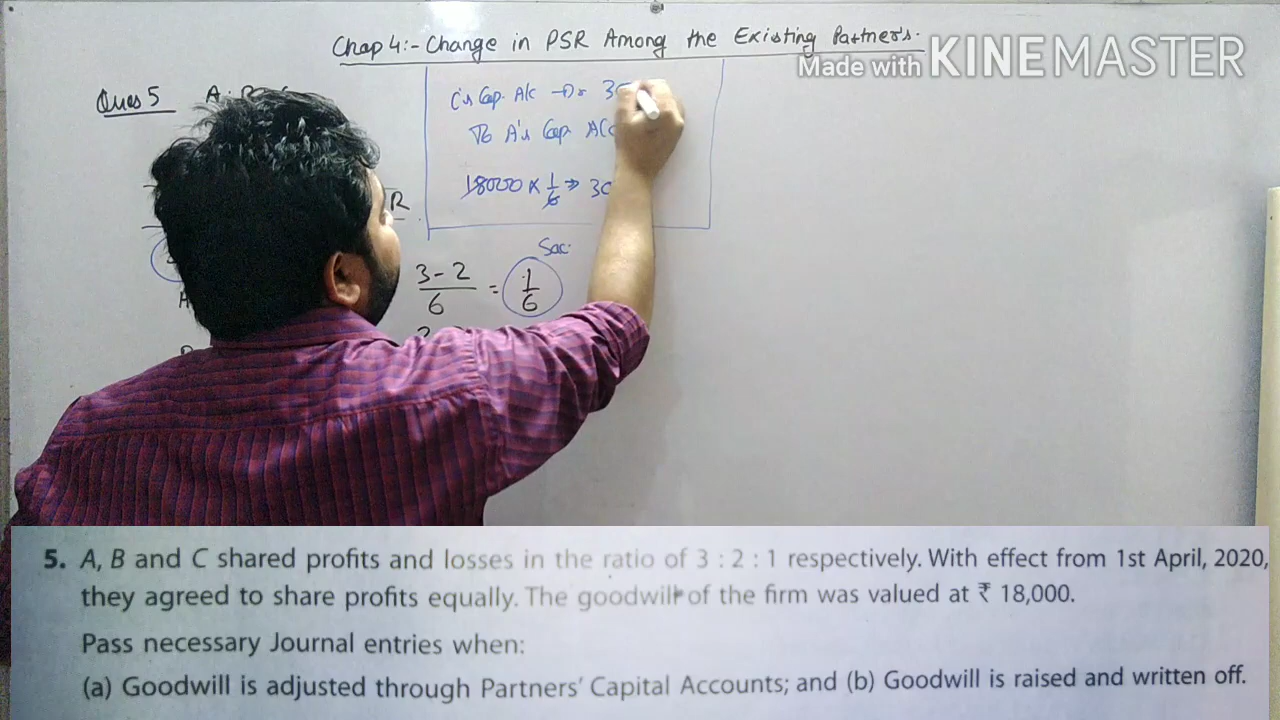 Chap 4:- Change in PSR Among the Existing Partner's.
Made with KINEMASTER
Ques 5 A:B
C's Cap. A/c Dr 30
To A's Cap A/c
18000 × 1/6 ⇒ 30
R
Sac.
3-2/6 = 1/6
5. A, B and C shared profits and losses in the ratio of 3 : 2 : 1 respectively. With effect from 1st April, 2020,
they agreed to share profits equally. The goodwill of the firm was valued at ₹ 18,000.
Pass necessary Journal entries when:
(a) Goodwill is adjusted through Partners' Capital Accounts; and (b) Goodwill is raised and written off.